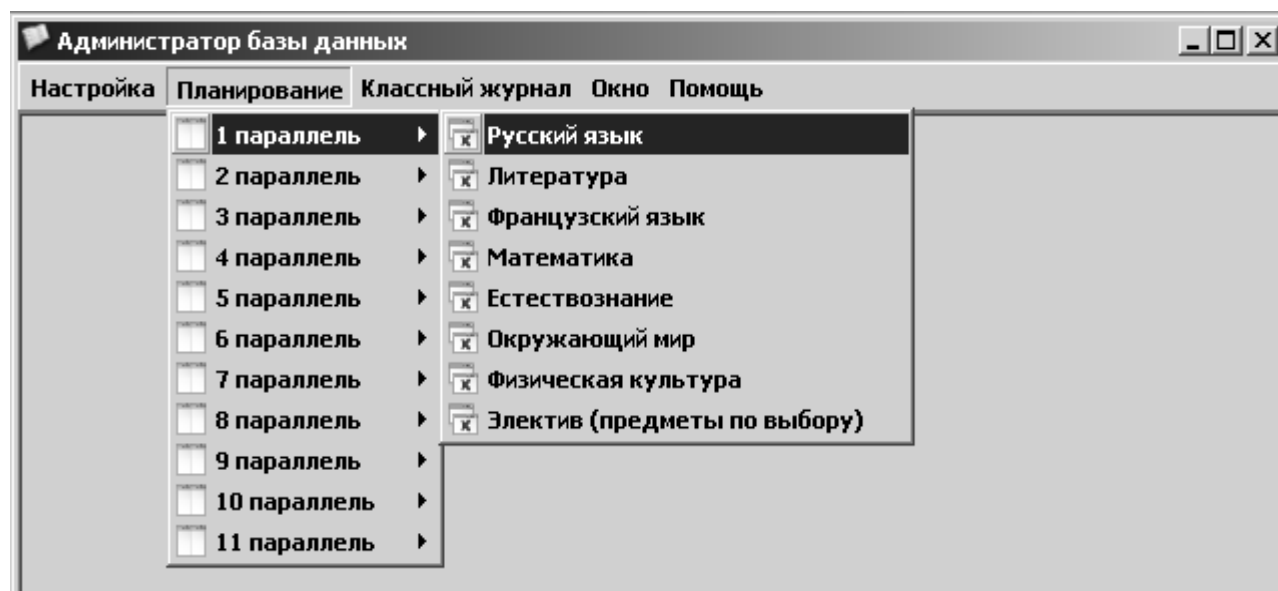 Администратор базы данных
Настройка Планирование Классный журнал Окно Помощь
1 параллель Русский язык
2 параллель Литература
3 параллель Французский язык
4 параллель Математика
5 параллель Естествознание
6 параллель Окружающий мир
7 параллель Физическая культура
8 параллель Электив (предметы по выбору)
9 параллель
10 параллель
11 параллель